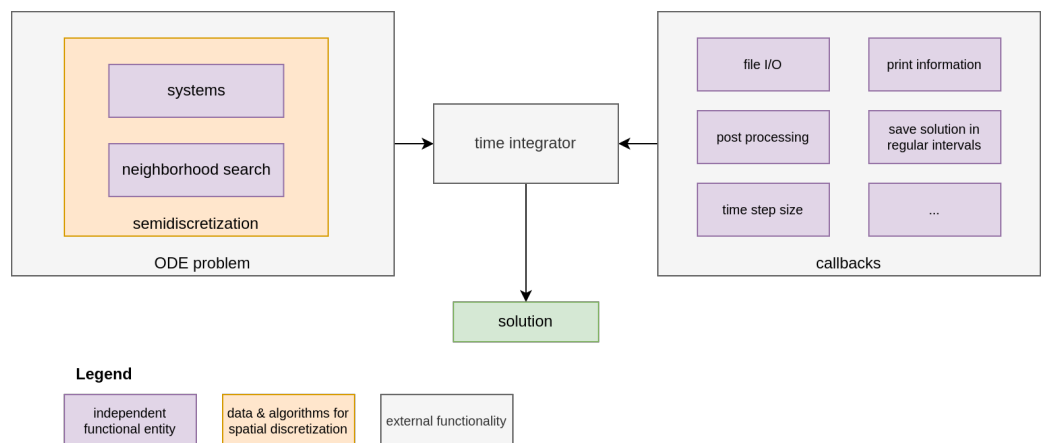 systems
neighborhood search
semidiscretization
ODE problem
time integrator
solution
file I/O
print information
post processing
save solution in
regular intervals
time step size
...
callbacks
Legend
independent
functional entity
data & algorithms for
spatial discretization
external functionality